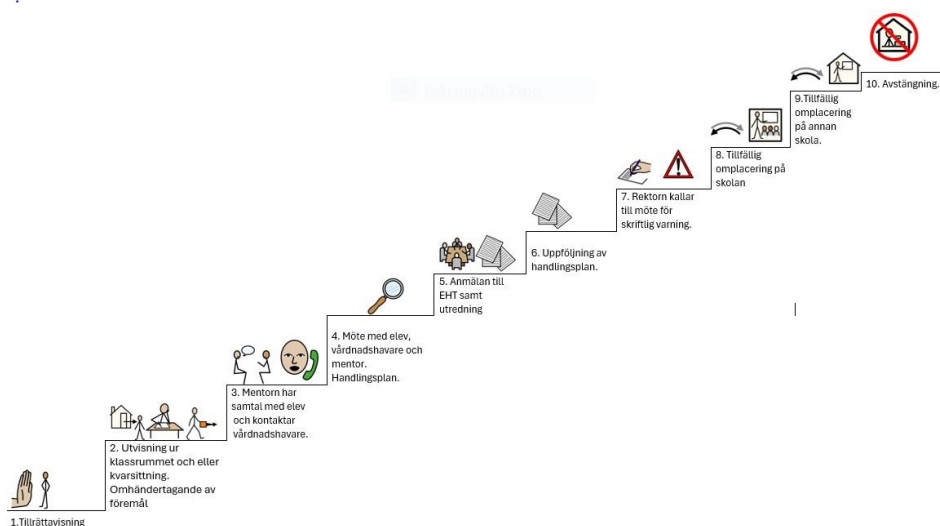 1.Tillrättavisning
2. Utvisning ur
klassrummet och eller
kvarsittning.
Omhändertagande av
föremål
3. Mentorn har
samtal med elev
och kontaktar
vårdnadshavare.
4. Möte med elev,
vårdnadshavare och
mentor.
Handlingsplan.
5. Anmälan till
EHT samt
utredning
6. Uppföljning av
handlingsplan.
7. Rektorn kallar
till möte för
skriftlig varning.
8. Tillfällig
omplacering på
skolan
9.Tillfällig
omplacering
på annan
skola.
10. Avstängning.